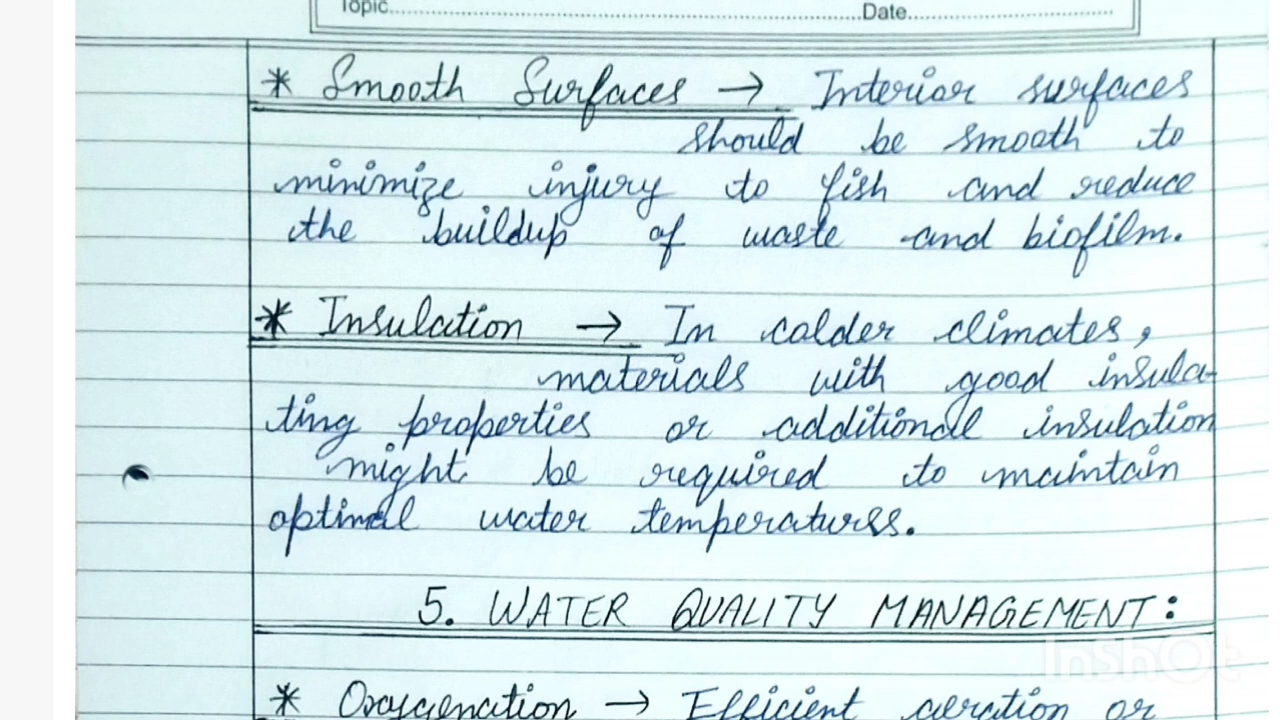 Topic.....................................................Date.......................
* Smooth Surfaces → Interior surfaces
should be smooth to
minimize injury to fish and reduce
the buildup of waste and biofilm.
* Insulation → In colder climates,
materials with good insula-
ting properties or additional insulation
might be required to maintain
optimal water temperatures.
5. WATER QUALITY MANAGEMENT:
InShOt
* Oxygenation → Efficient aeration or